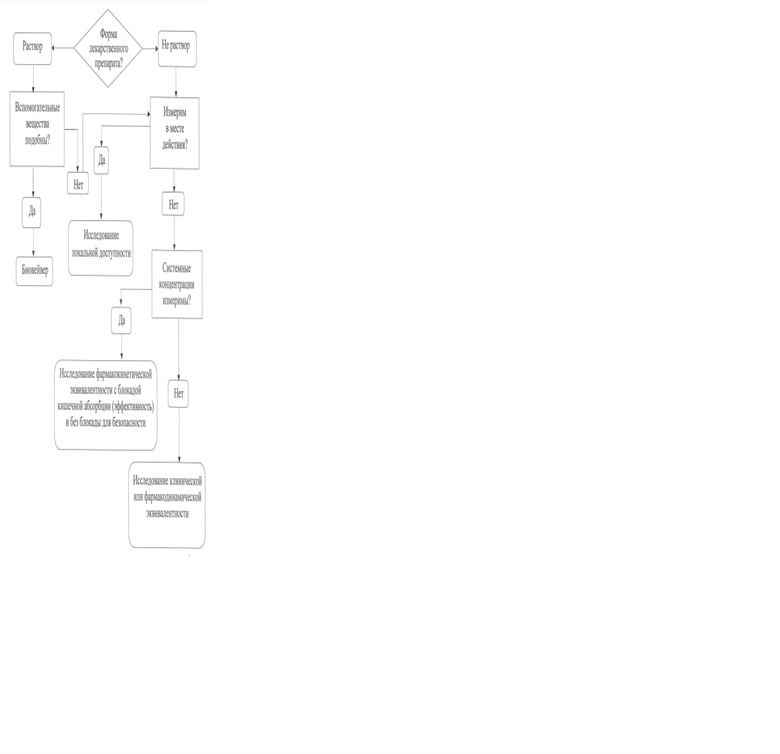 Форма
лекарственного
препарата?
Раствор
Не раствор
Вспомогательные
вещества
подобны?
Измерим
в месте
действия?
Да
Нет
Нет
Да
Исследование
локальной доступности
Биовейвер
Системные
концентрации
измеримы?
Да
Исследование фармакокинетической
эквивалентности с блокадой
кишечной абсорбции (эффективность)
и без блокады для безопасности
Нет
Исследование клинической
или фармакодинамической
эквивалентности